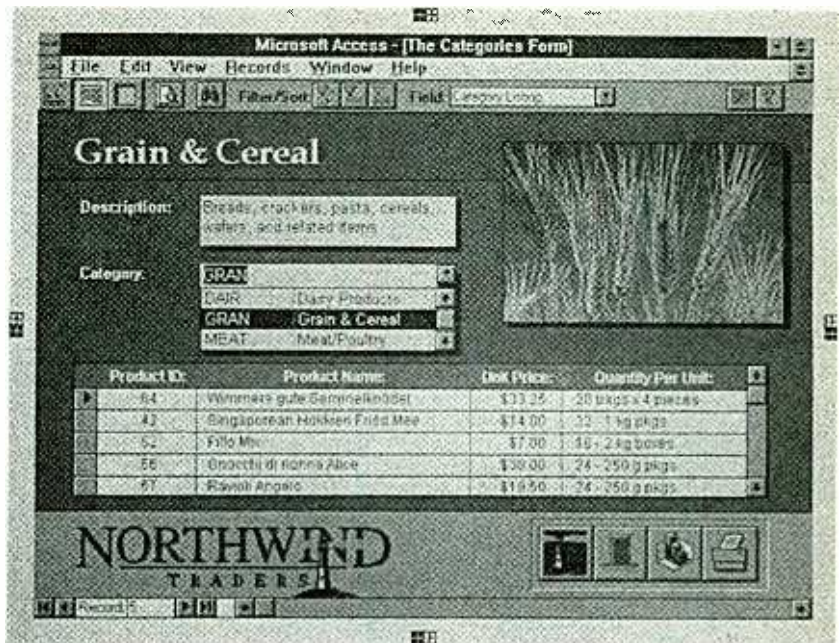 Microsoft Access - [The Categories Form]
File Edit View Records Window Help
Filter/Sort: Field: Category Listing
Grain & Cereal
Description: Breads, crackers, pasta, cereals,
wafers, and related items
Category: GRAN
DAIR Dairy Products
GRAN Grain & Cereal
MEAT Meat/Poultry
Product ID: Product Name: Unit Price: Quantity Per Unit:
64 Wimmers gute Semmelknödel $33.25 20 bags x 4 pieces
42 Singaporean Hokkien Fried Mee $14.00 32 - 1 kg pkgs
52 Filo Mix $7.00 16 - 2 kg boxes
56 Gnocchi di nonna Alice $38.00 24 - 250 g pkgs
57 Ravioli Angelo $19.50 24 - 250 g pkgs
NORTHWIND
TRADERS
Record: 5